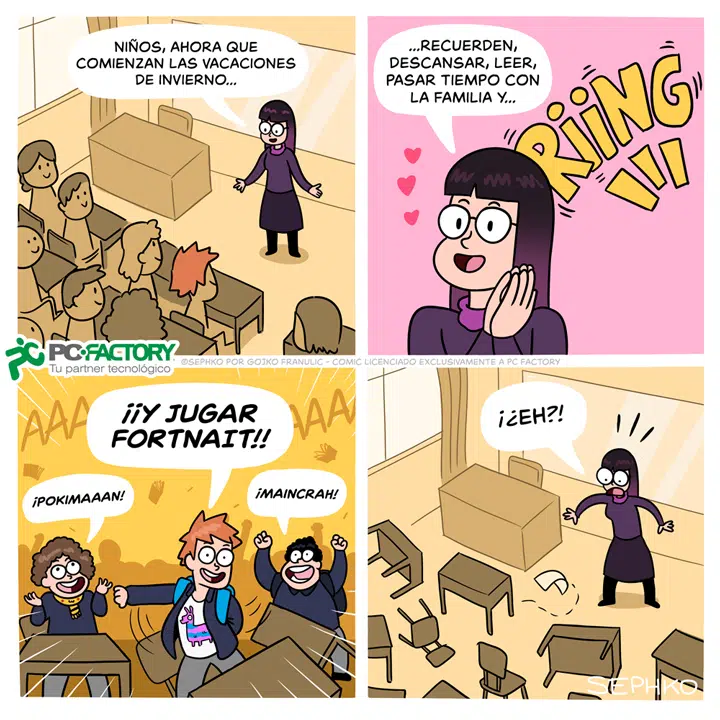 NIÑOS, AHORA QUE
COMIENZAN LAS VACACIONES
DE INVIERNO...
...RECUERDEN,
DESCANSAR, LEER,
PASAR TIEMPO CON
LA FAMILIA Y...
RIIING
PC·FACTORY
Tu partner tecnológico
©SEPHKO POR GOJKO FRANULIC - COMIC LICENCIADO EXCLUSIVAMENTE A PC FACTORY
AAA
AAA
¡¡Y JUGAR
FORTNAIT!!
¡POKIMAAAN!
¡MAINCRAH!
¡¿EH?!
SEPHKO